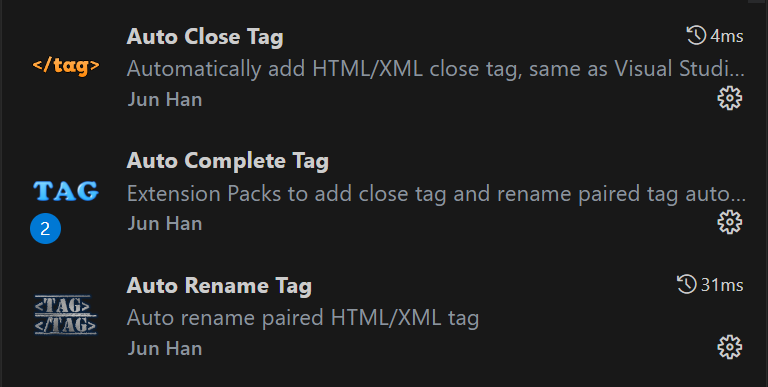 Auto Close Tag
4ms
</tag>
Automatically add HTML/XML close tag, same as Visual Studi...
Jun Han
Auto Complete Tag
TAG
Extension Packs to add close tag and rename paired tag auto...
2
Jun Han
Auto Rename Tag
31ms
<TAG>
</TAG>
Auto rename paired HTML/XML tag
Jun Han